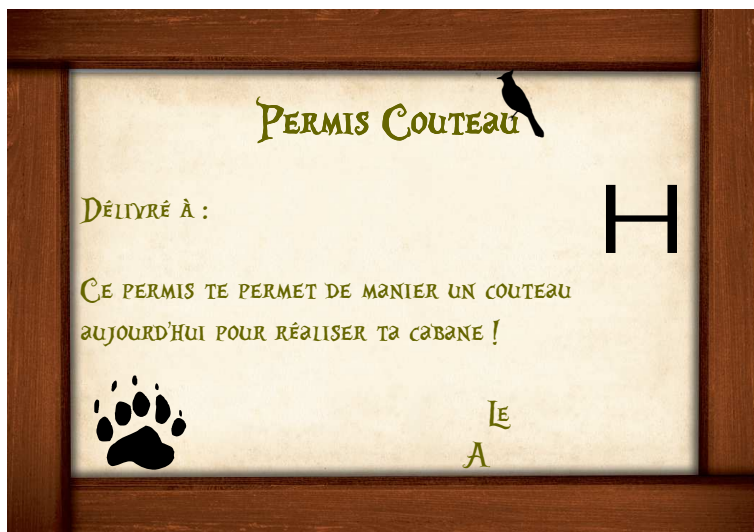 Permis Couteau
Délivré à :
H
Ce permis te permet de manier un couteau
aujourd'hui pour réaliser ta cabane !
Le
A